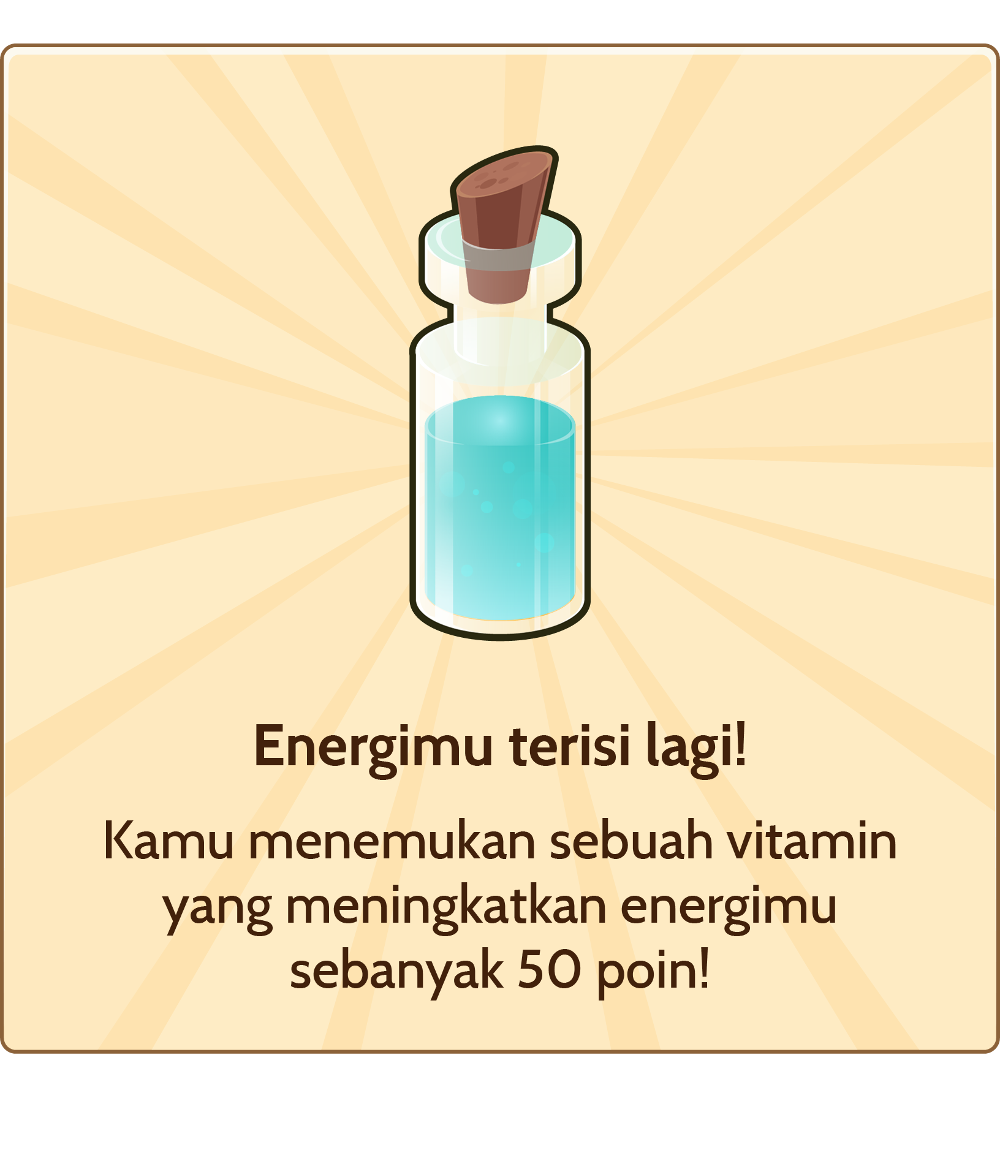 Energimu terisi lagi!
Kamu menemukan sebuah vitamin
yang meningkatkan energimu
sebanyak 50 poin!